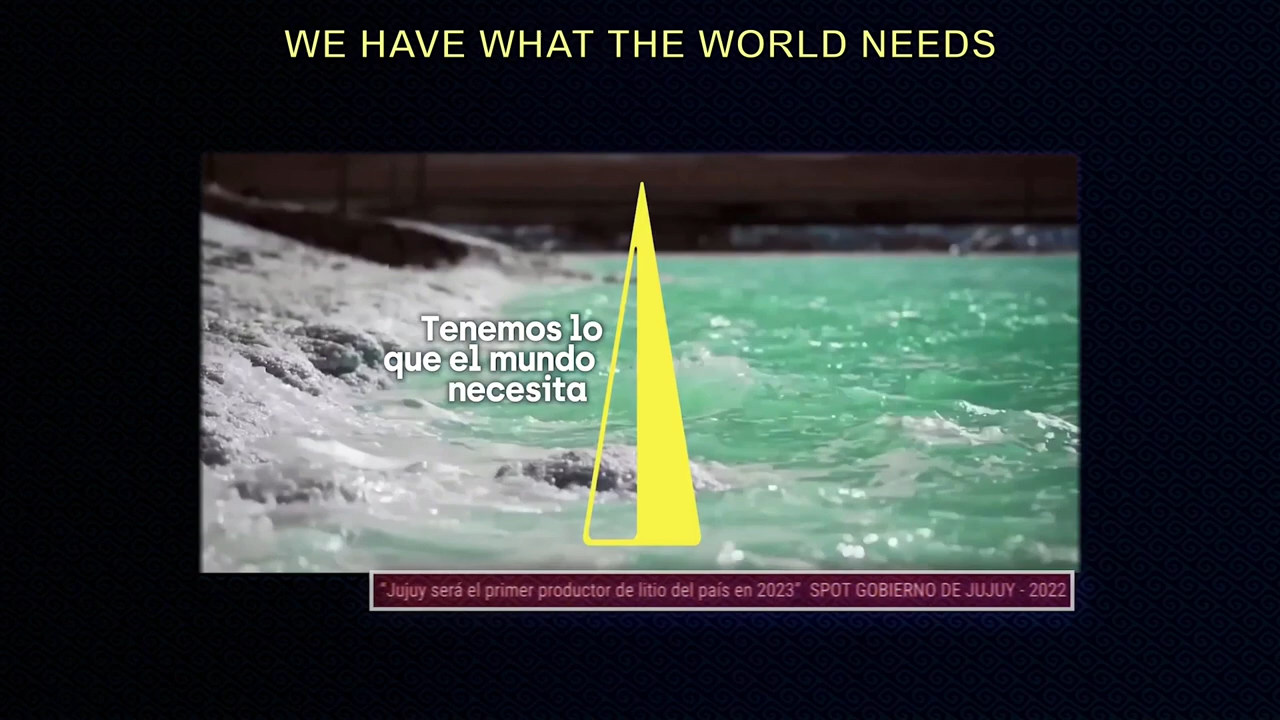 WE HAVE WHAT THE WORLD NEEDS
Tenemos lo
que el mundo
necesita
"Jujuy será el primer productor de litio del país en 2023" SPOT GOBIERNO DE JUJUY - 2022